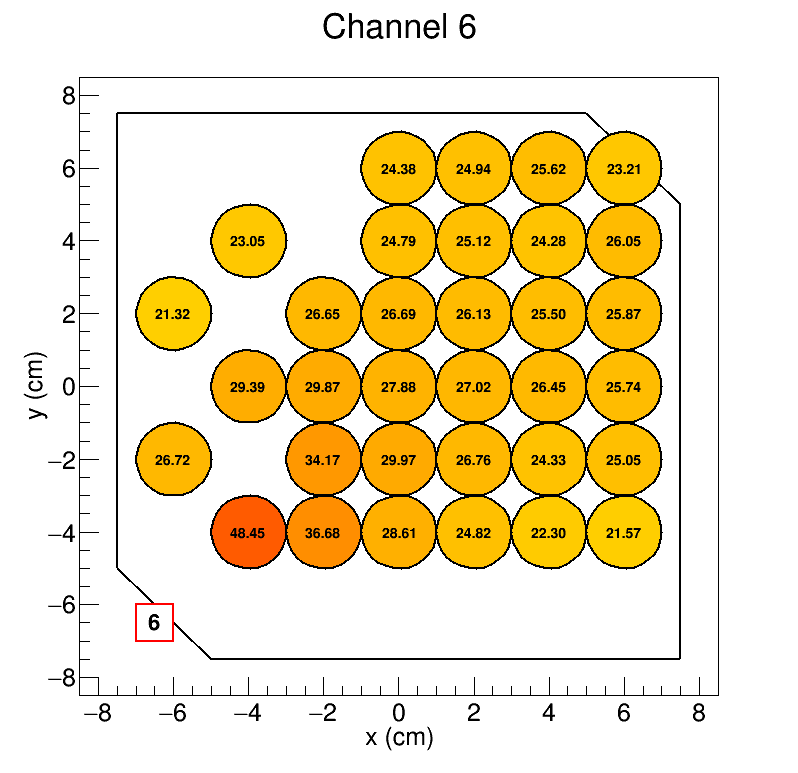 Channel 6
8
24.38 24.94 25.62 23.21
6
23.05 24.79 25.12 24.28 26.05
4
21.32 26.65 26.69 26.13 25.50 25.87
2
29.39 29.87 27.88 27.02 26.45 25.74
0
y (cm)
26.72 34.17 29.97 26.76 24.33 25.05
−2
48.45 36.68 28.61 24.82 22.30 21.57
−4
−6
6
−8
−8 −6 −4 −2 0 2 4 6 8
x (cm)